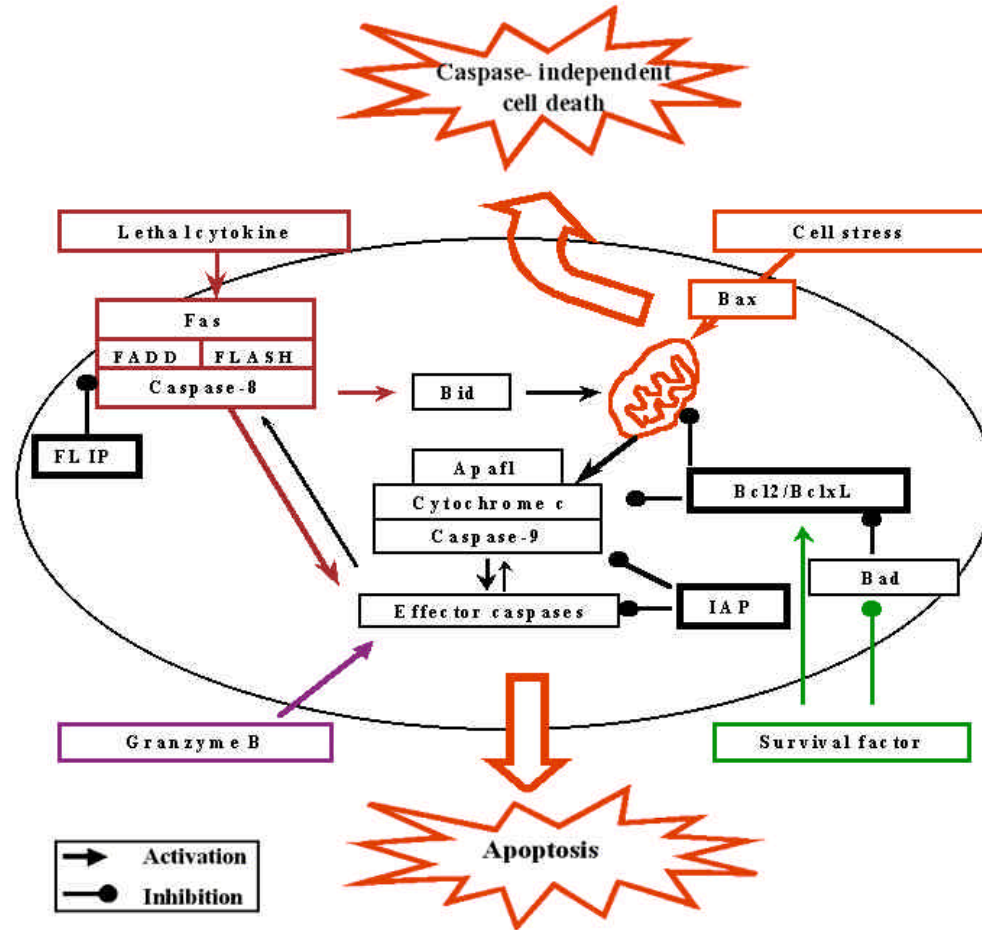 Caspase- independent
cell death
Lethal cytokine
Cell stress
Bax
Fas
FADD
FLASH
Caspase-8
Bid
FLIP
Apaf1
Cytochrome c
Caspase-9
Bcl2/BclxL
Bad
IAP
Effector caspases
Granzyme B
Survival factor
Apoptosis
Activation
Inhibition